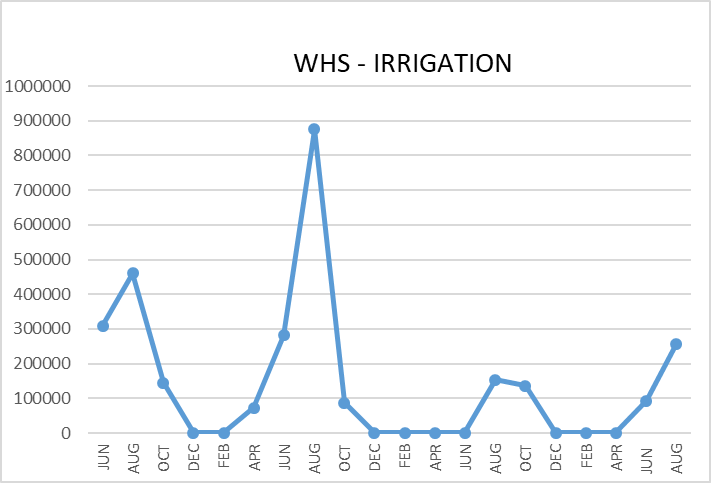 WHS - IRRIGATION
1000000
900000
800000
700000
600000
500000
400000
300000
200000
100000
0
JUN
AUG
OCT
DEC
FEB
APR
JUN
AUG
OCT
DEC
FEB
APR
JUN
AUG
OCT
DEC
FEB
APR
JUN
AUG